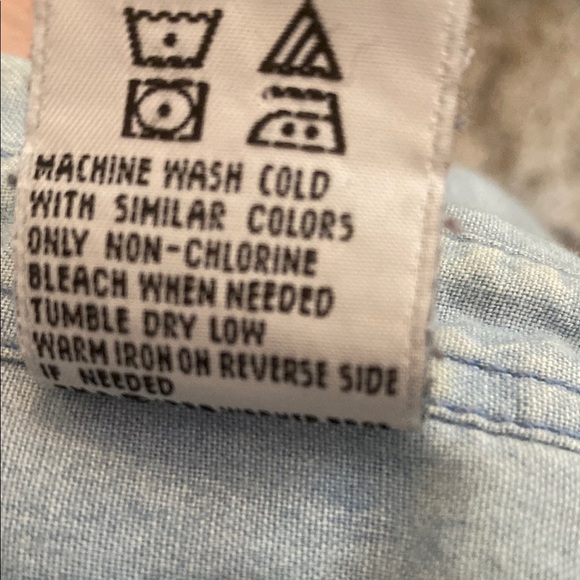 MACHINE WASH COLD
WITH SIMILAR COLORS
ONLY NON-CHLORINE
BLEACH WHEN NEEDED
TUMBLE DRY LOW
WARM IRON ON REVERSE SIDE
IF NEEDED